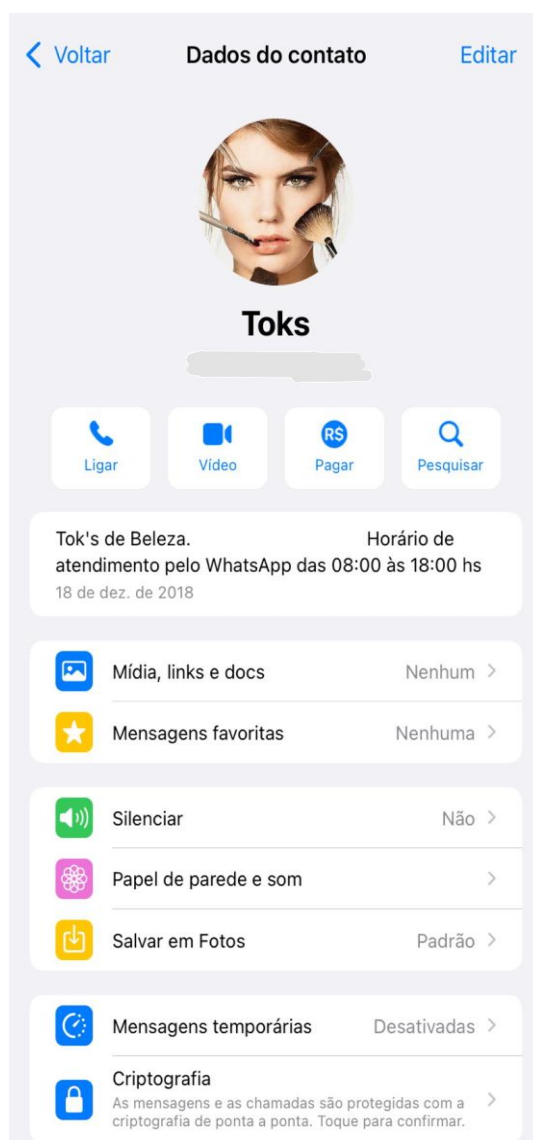 Voltar Dados do contato Editar
Toks
Ligar Vídeo R$ Pagar Pesquisar
Tok's de Beleza. Horário de
atendimento pelo WhatsApp das 08:00 às 18:00 hs
18 de dez. de 2018
Mídia, links e docs Nenhum
Mensagens favoritas Nenhuma
Silenciar Não
Papel de parede e som
Salvar em Fotos Padrão
Mensagens temporárias Desativadas
Criptografia
As mensagens e as chamadas são protegidas com a
criptografia de ponta a ponta. Toque para confirmar.